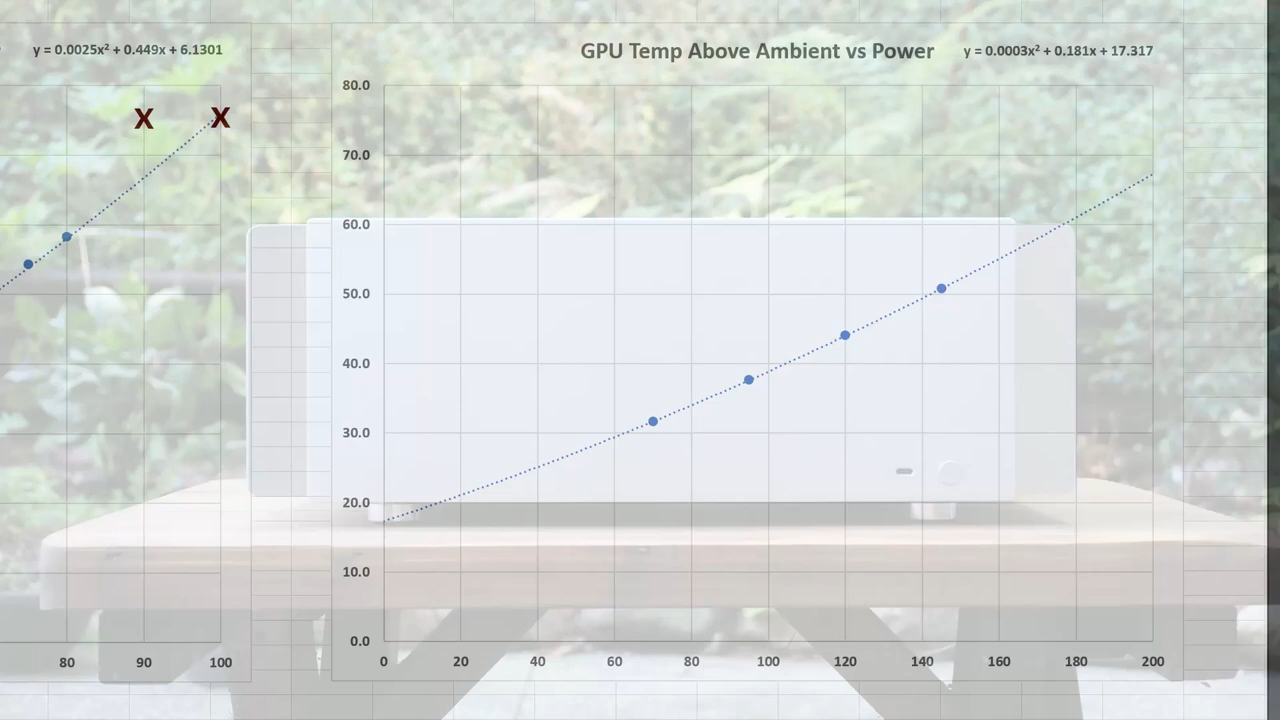 y = 0.0025x² + 0.449x + 6.1301
X X
80 90 100
GPU Temp Above Ambient vs Power
y = 0.0003x² + 0.181x + 17.317
80.0
70.0
60.0
50.0
40.0
30.0
20.0
10.0
0.0
0 20 40 60 80 100 120 140 160 180 200